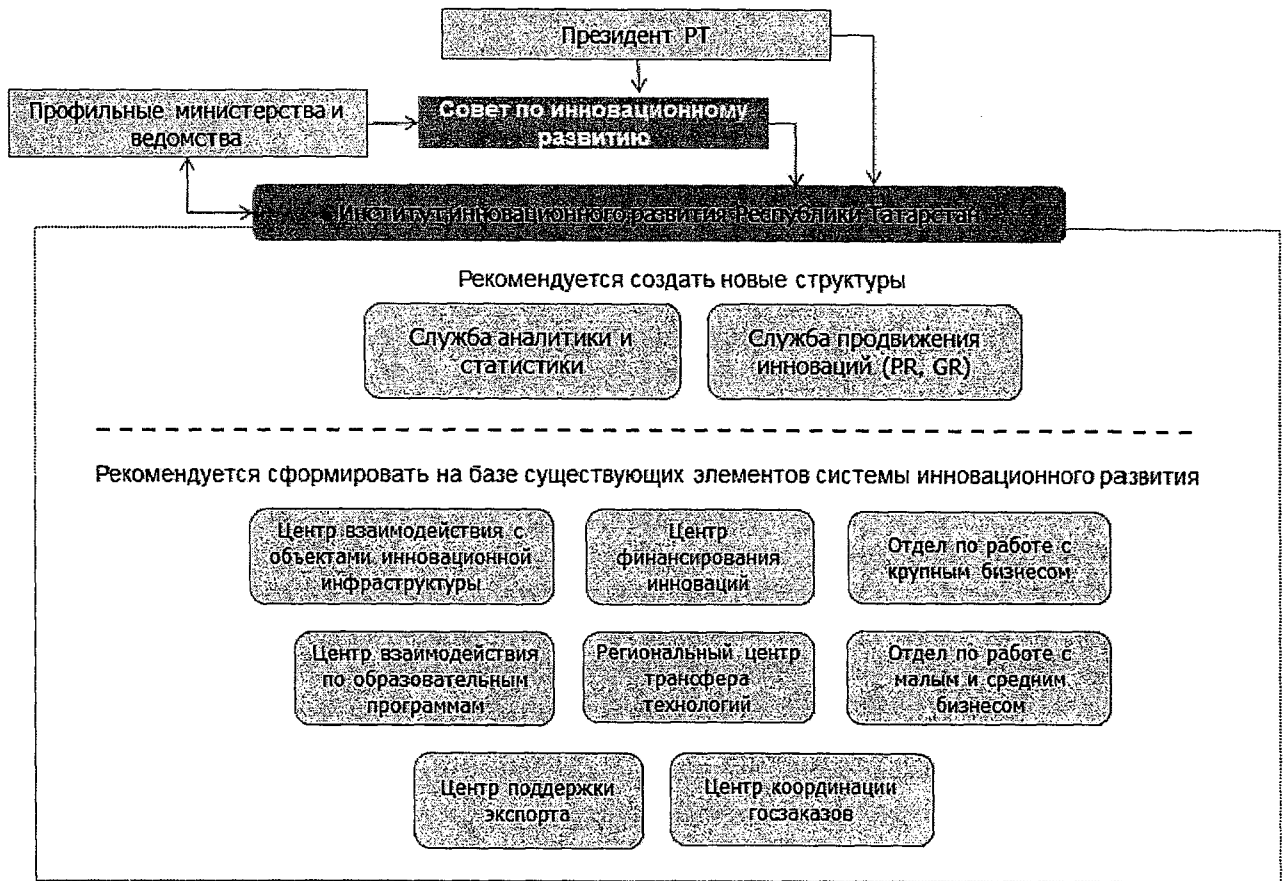 Президент РТ
Профильные министерства и
ведомства
Совет по инновационному
развитию
Институт инновационного развития Республики Татарстан
Рекомендуется создать новые структуры
Служба аналитики и
статистики
Служба продвижения
инноваций (PR, GR)
Рекомендуется сформировать на базе существующих элементов системы инновационного развития
Центр взаимодействия с
объектами инновационной
инфраструктуры
Центр
финансирования
инноваций
Отдел по работе с
крупным бизнесом
Центр взаимодействия
по образовательным
программам
Региональный центр
трансфера
технологий
Отдел по работе с
малым и средним
бизнесом
Центр поддержки
экспорта
Центр координации
госзаказов